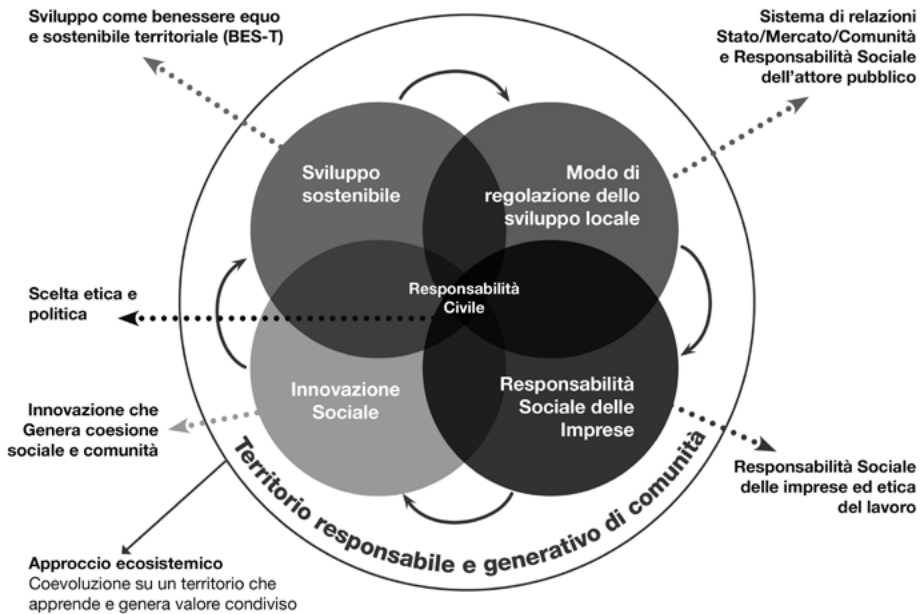 Sviluppo come benessere equo
e sostenibile territoriale (BES-T)
Sistema di relazioni
Stato/Mercato/Comunità
e Responsabilità Sociale
dell'attore pubblico
Sviluppo
sostenibile
Modo di
regolazione dello
sviluppo locale
Scelta etica e
politica
Responsabilità
Civile
Innovazione
Sociale
Responsabilità
Sociale delle
Imprese
Innovazione che
Genera coesione
sociale e comunità
Territorio responsabile e generativo di comunità
Responsabilità Sociale
delle imprese ed etica
del lavoro
Approccio ecosistemico
Coevoluzione su un territorio che
apprende e genera valore condiviso